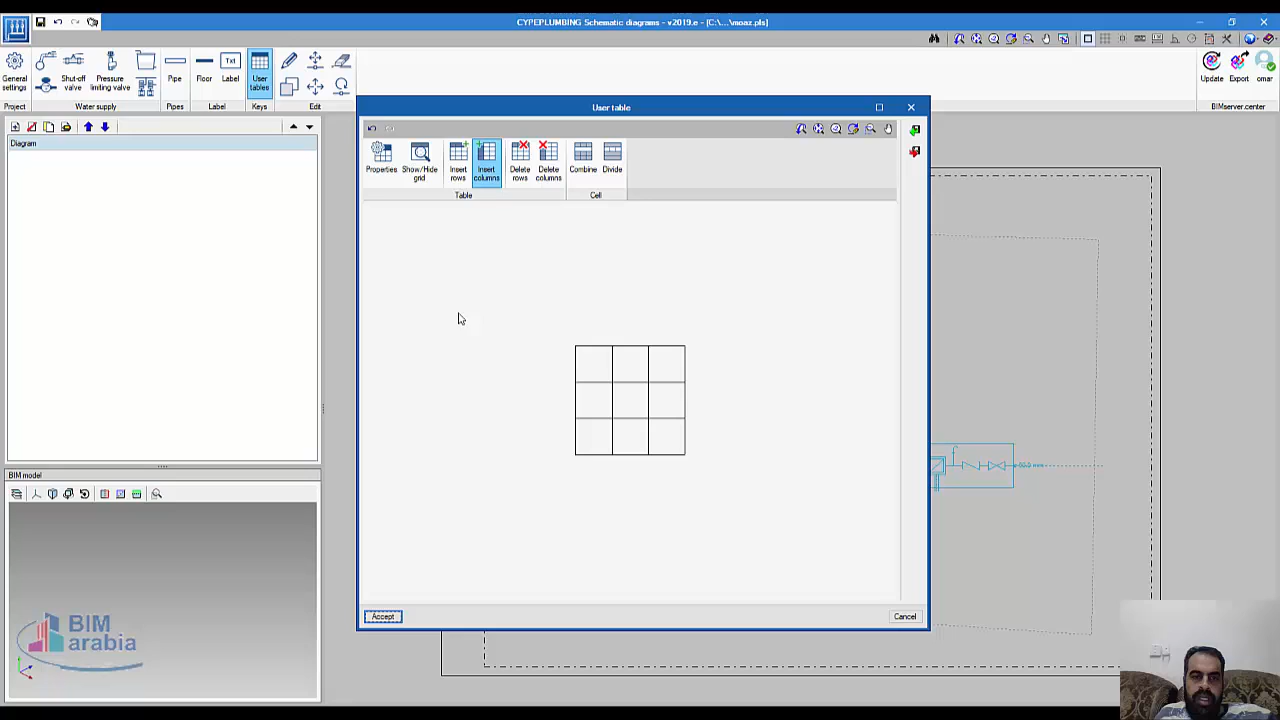 CYPEPLUMBING Schematic diagrams - v2019.e - [C:\...\moaz.pls]
General settings
Shut-off valve
Pressure limiting valve
Pipe
Floor
Txt
Label
User tables
Project
Water supply
Pipes
Label
Keys
Edit
Update
Export
omar
BIMserver.center
Diagram
User table
Properties
Show/Hide grid
Insert rows
Insert columns
Delete rows
Delete columns
Combine
Divide
Table
Cell
BIM model
BIM
arabia
Accept
Cancel